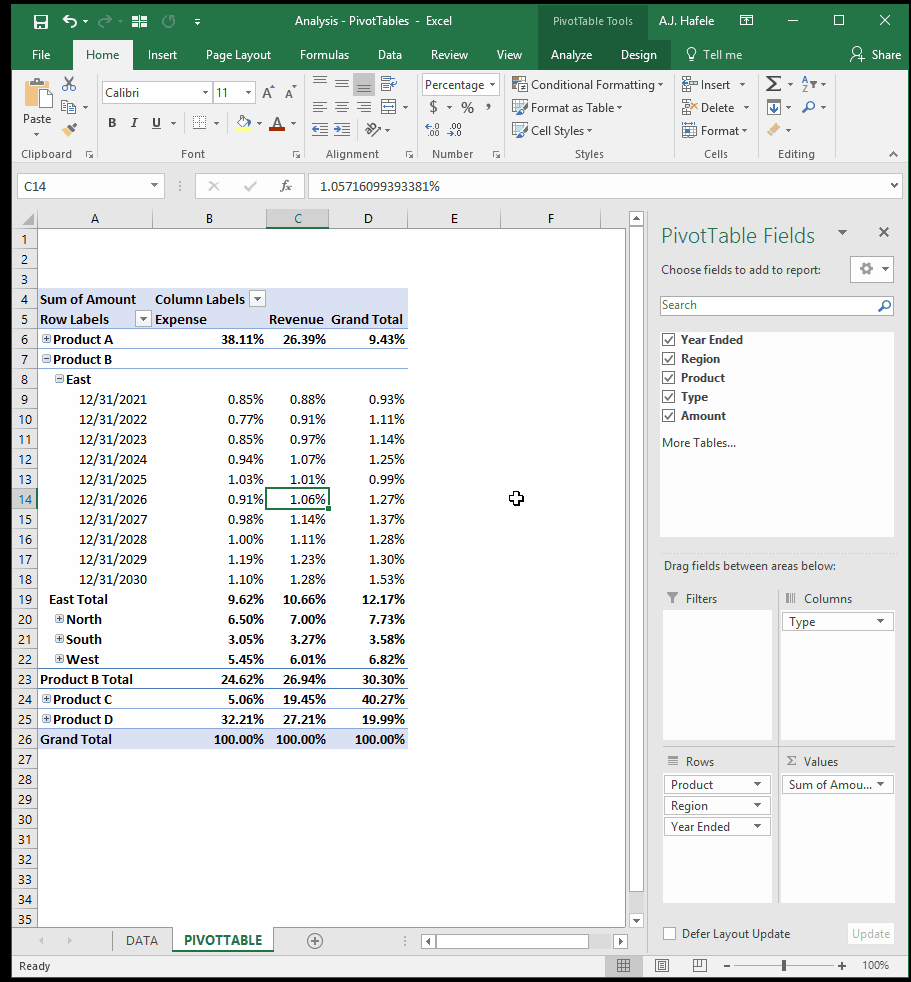 Analysis - PivotTables - Excel
PivotTable Tools
A.J. Hafele
File Home Insert Page Layout Formulas Data Review View Analyze Design Tell me Share
Paste
Calibri 11
B I U
A A
Percentage
$ % ,
Conditional Formatting
Format as Table
Cell Styles
Insert
Delete
Format
Clipboard Font Alignment Number Styles Cells Editing
C14 fx 1.05716099393381%
A B C D E F
1
2
3
4 Sum of Amount Column Labels
5 Row Labels Expense Revenue Grand Total
6 Product A 38.11% 26.39% 9.43%
7 Product B
8 East
9 12/31/2021 0.85% 0.88% 0.93%
10 12/31/2022 0.77% 0.91% 1.11%
11 12/31/2023 0.85% 0.97% 1.14%
12 12/31/2024 0.94% 1.07% 1.25%
13 12/31/2025 1.03% 1.01% 0.99%
14 12/31/2026 0.91% 1.06% 1.27%
15 12/31/2027 0.98% 1.14% 1.37%
16 12/31/2028 1.00% 1.11% 1.28%
17 12/31/2029 1.19% 1.23% 1.30%
18 12/31/2030 1.10% 1.28% 1.53%
19 East Total 9.62% 10.66% 12.17%
20 North 6.50% 7.00% 7.73%
21 South 3.05% 3.27% 3.58%
22 West 5.45% 6.01% 6.82%
23 Product B Total 24.62% 26.94% 30.30%
24 Product C 5.06% 19.45% 40.27%
25 Product D 32.21% 27.21% 19.99%
26 Grand Total 100.00% 100.00% 100.00%
27
28
29
30
31
32
33
34
35
PivotTable Fields
Choose fields to add to report:
Search
Year Ended
Region
Product
Type
Amount
More Tables...
Drag fields between areas below:
Filters
Columns
Type
Rows
Product
Region
Year Ended
Σ Values
Sum of Amou...
Defer Layout Update Update
DATA PIVOTTABLE
Ready 100%